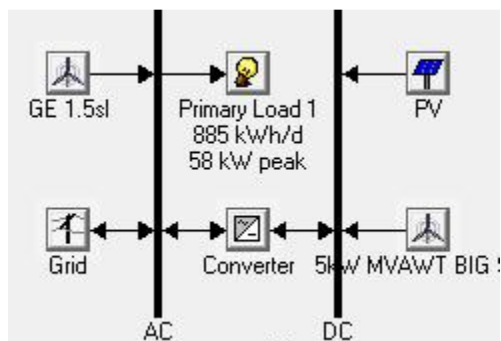 GE 1.5sl
Primary Load 1
885 kWh/d
58 kW peak
PV
Grid
Converter
5kW MVAWT BIG
AC
DC